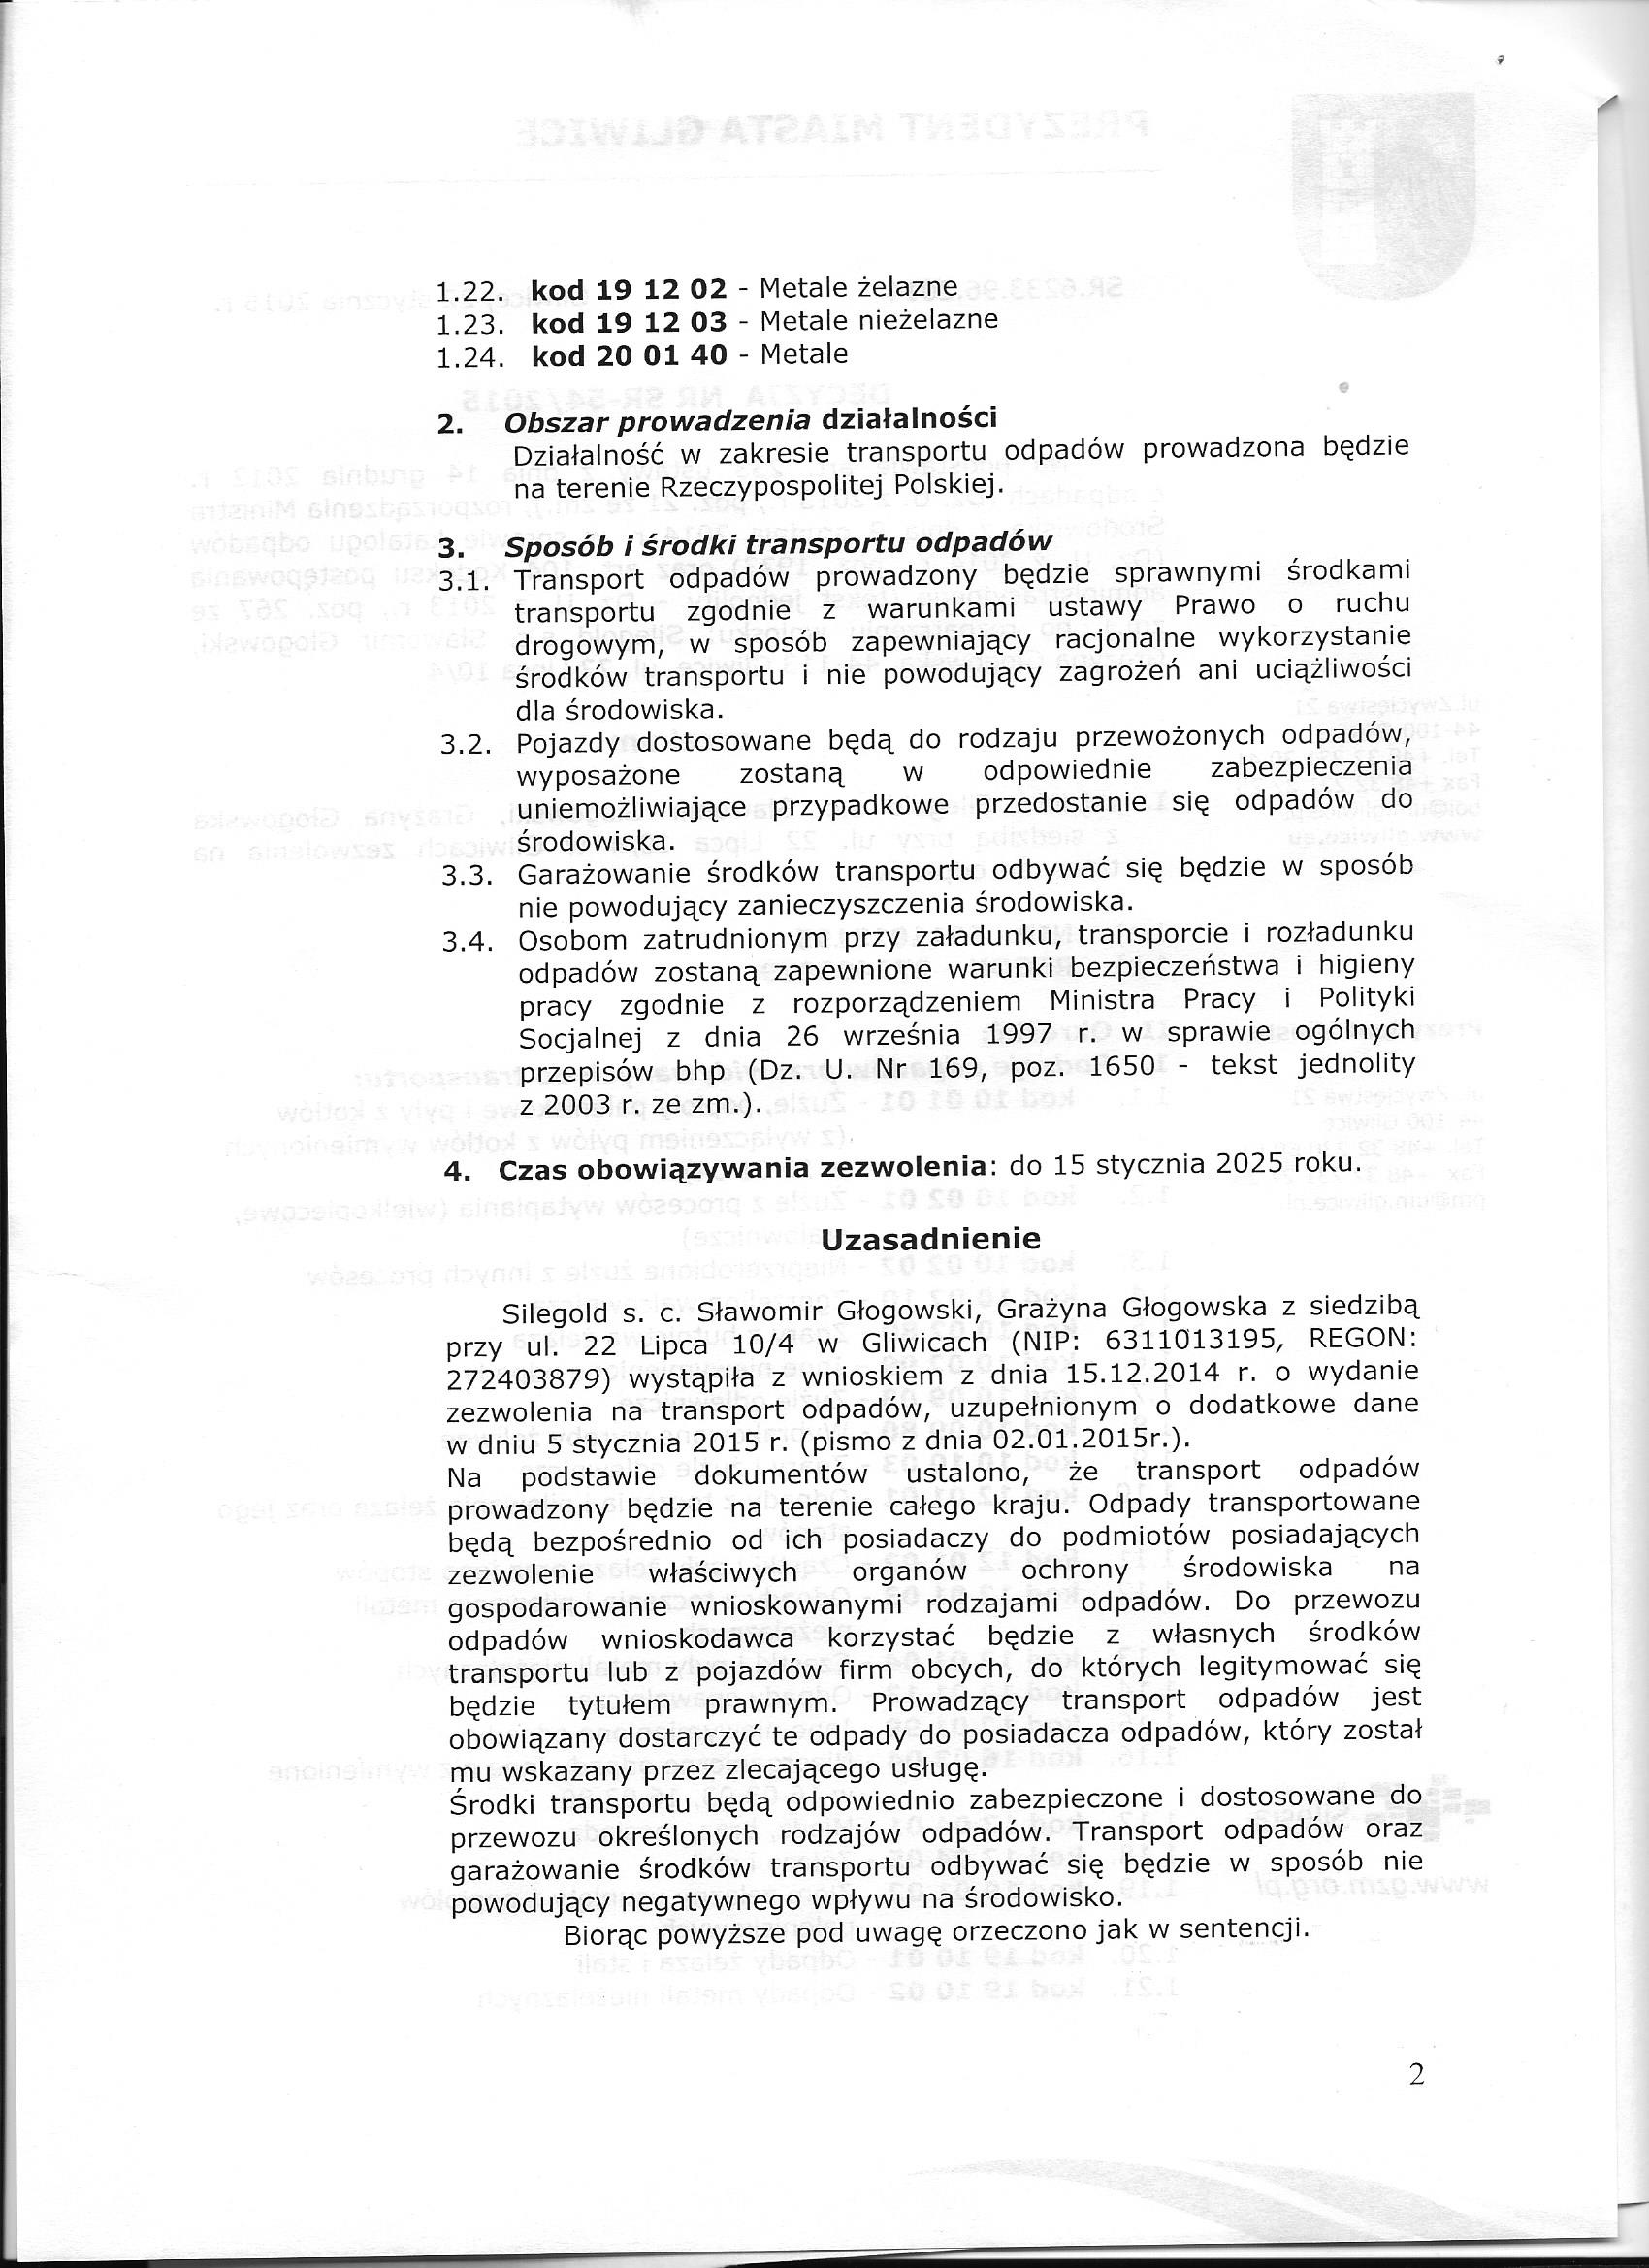 1.22. kod 19 12 02 - Metale żelazne
1.23. kod 19 12 03 - Metale nieżelazne
1.24. kod 20 01 40 - Metale
2. Obszar prowadzenia działalności
Działalność w zakresie transportu odpadów prowadzona będzie
na terenie Rzeczypospolitej Polskiej.
3. Sposób i środki transportu odpadów
3.1. Transport odpadów prowadzony będzie sprawnymi środkami
transportu zgodnie z warunkami ustawy Prawo o ruchu
drogowym, w sposób zapewniający racjonalne wykorzystanie
środków transportu i nie powodujący zagrożeń ani uciążliwości
dla środowiska.
3.2. Pojazdy dostosowane będą do rodzaju przewożonych odpadów,
wyposażone zostaną w odpowiednie zabezpieczenia
uniemożliwiające przypadkowe przedostanie się odpadów do
środowiska.
3.3. Garażowanie środków transportu odbywać się będzie w sposób
nie powodujący zanieczyszczenia środowiska.
3.4. Osobom zatrudnionym przy załadunku, transporcie i rozładunku
odpadów zostaną zapewnione warunki bezpieczeństwa i higieny
pracy zgodnie z rozporządzeniem Ministra Pracy i Polityki
Socjalnej z dnia 26 września 1997 r. w sprawie ogólnych
przepisów bhp (Dz. U. Nr 169, poz. 1650 - tekst jednolity
z 2003 r. ze zm.).
4. Czas obowiązywania zezwolenia: do 15 stycznia 2025 roku.
Uzasadnienie
Silegold s. c. Sławomir Głogowski, Grażyna Głogowska z siedzibą
przy ul. 22 Lipca 10/4 w Gliwicach (NIP: 6311013195, REGON:
272403879) wystąpiła z wnioskiem z dnia 15.12.2014 r. o wydanie
zezwolenia na transport odpadów, uzupełnionym o dodatkowe dane
w dniu 5 stycznia 2015 r. (pismo z dnia 02.01.2015r.).
Na podstawie dokumentów ustalono, że transport odpadów
prowadzony będzie na terenie całego kraju. Odpady transportowane
będą bezpośrednio od ich posiadaczy do podmiotów posiadających
zezwolenie właściwych organów ochrony środowiska na
gospodarowanie wnioskowanymi rodzajami odpadów. Do przewozu
odpadów wnioskodawca korzystać będzie z własnych środków
transportu lub z pojazdów firm obcych, do których legitymować się
będzie tytułem prawnym. Prowadzący transport odpadów jest
obowiązany dostarczyć te odpady do posiadacza odpadów, który został
mu wskazany przez zlecającego usługę.
Środki transportu będą odpowiednio zabezpieczone i dostosowane do
przewozu określonych rodzajów odpadów. Transport odpadów oraz
garażowanie środków transportu odbywać się będzie w sposób nie
powodujący negatywnego wpływu na środowisko.
Biorąc powyższe pod uwagę orzeczono jak w sentencji.
2